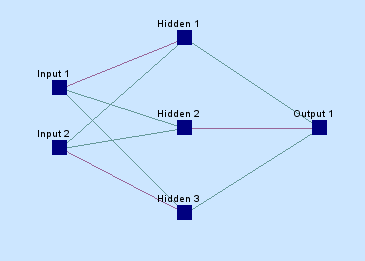 Hidden 1
Input 1
Hidden 2
Output 1
Input 2
Hidden 3